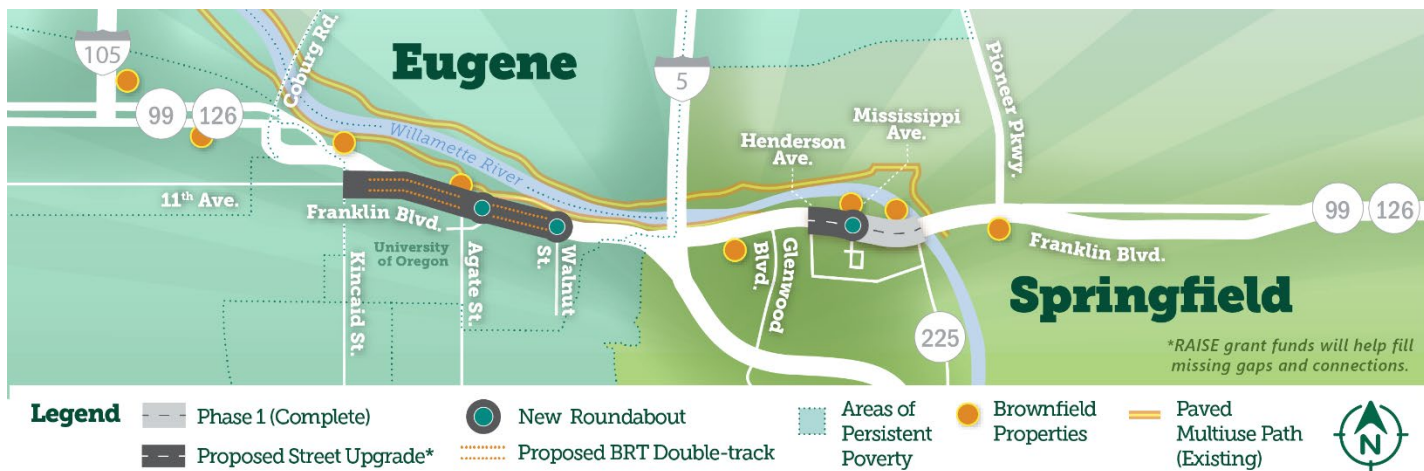 105
Coburg Rd.
Eugene
5
Pioneer Pkwy.
99
126
Willamette River
Mississippi
Ave.
Henderson
Ave.
11th Ave.
Franklin Blvd.
University
of Oregon
Kincaid St.
Agate St.
Walnut
St.
Glenwood
Blvd.
Franklin Blvd.
99
126
Springfield
225
*RAISE grant funds will help fill
missing gaps and connections.
Legend
Phase 1 (Complete)
Proposed Street Upgrade*
New Roundabout
Proposed BRT Double-track
Areas of
Persistent
Poverty
Brownfield
Properties
Paved
Multiuse Path
(Existing)
N